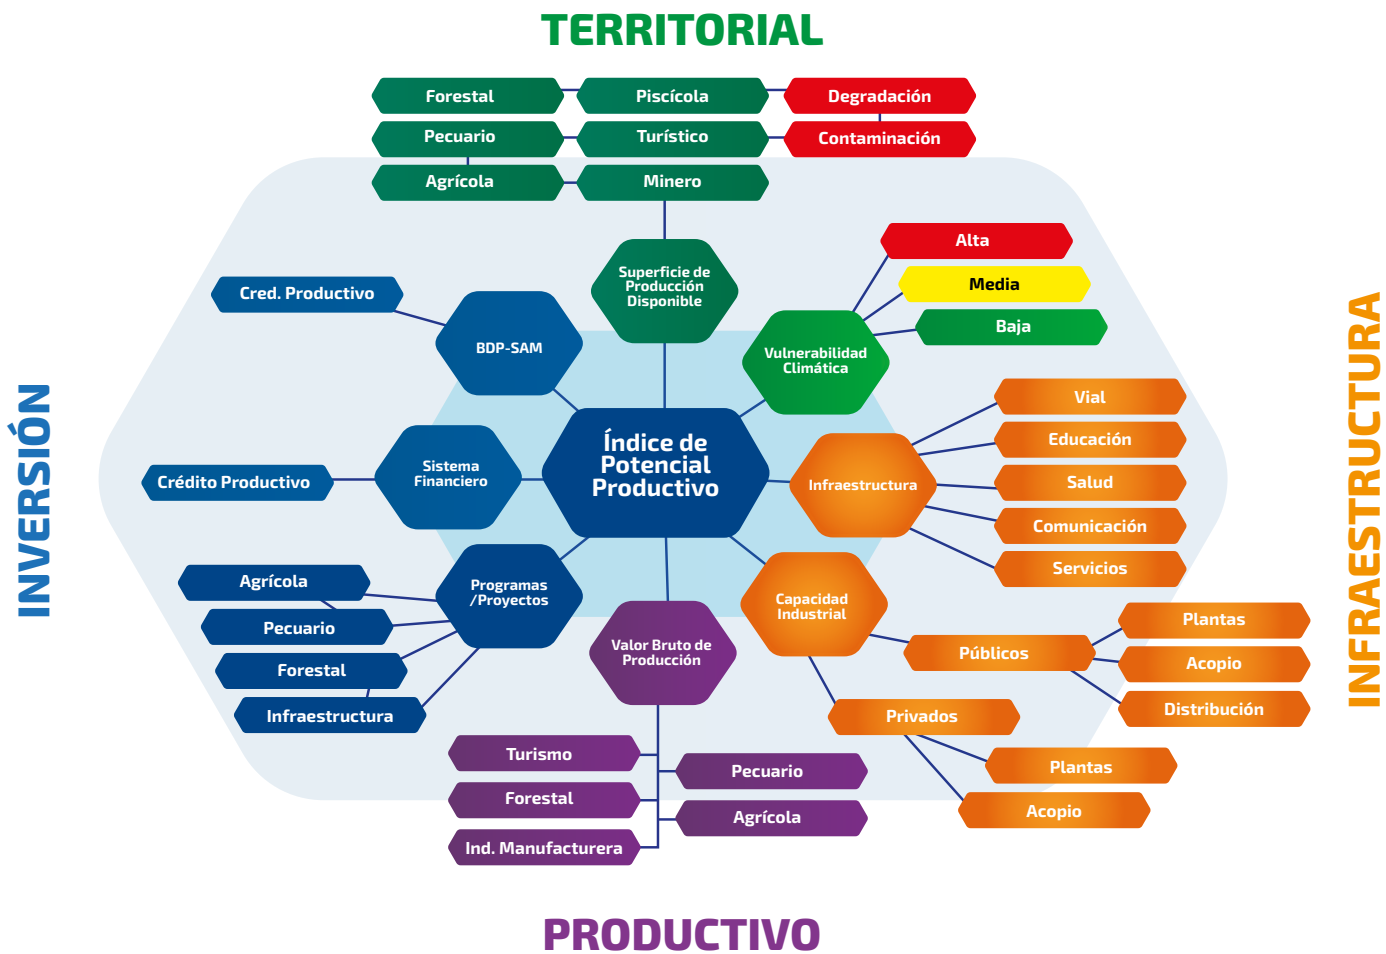 TERRITORIAL
Forestal
Piscícola
Degradación
Pecuario
Turístico
Contaminación
Agrícola
Minero
Superficie de
Producción
Disponible
Alta
Media
Baja
Vulnerabilidad
Climática
Cred. Productivo
BDP-SAM
INVERSIÓN
Crédito Productivo
Sistema
Financiero
Índice de
Potencial
Productivo
Infraestructura
Vial
Educación
Salud
Comunicación
Servicios
INFRAESTRUCTURA
Agrícola
Pecuario
Forestal
Infraestructura
Programas
/Proyectos
Valor Bruto de
Producción
Capacidad
Industrial
Públicos
Plantas
Acopio
Distribución
Privados
Plantas
Acopio
Turismo
Forestal
Ind. Manufacturera
Pecuario
Agrícola
PRODUCTIVO